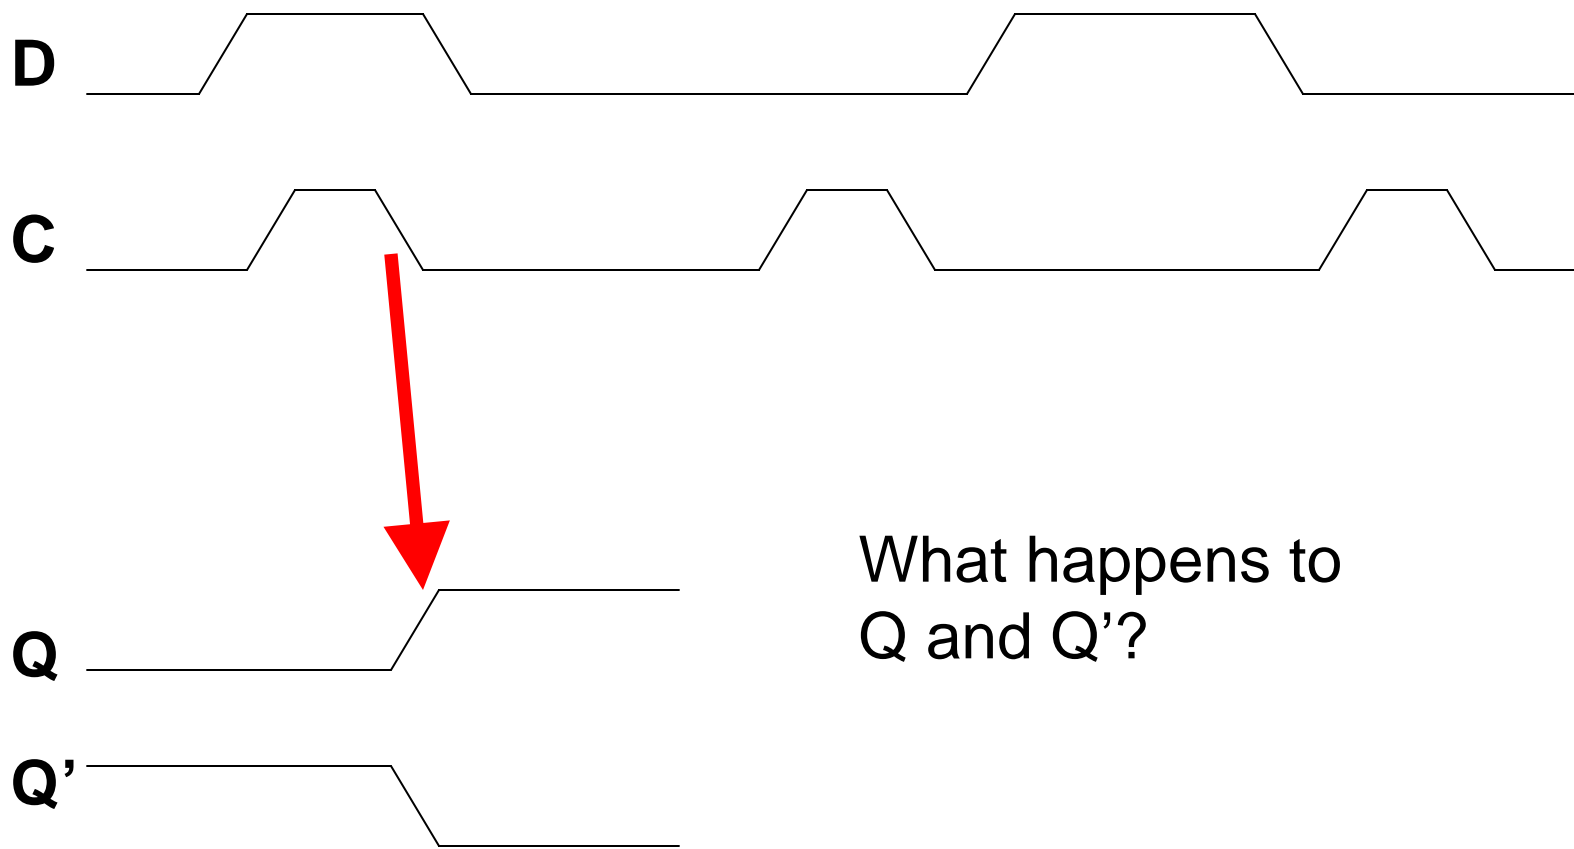 D
C
What happens to
Q and Q’?
Q
Q’